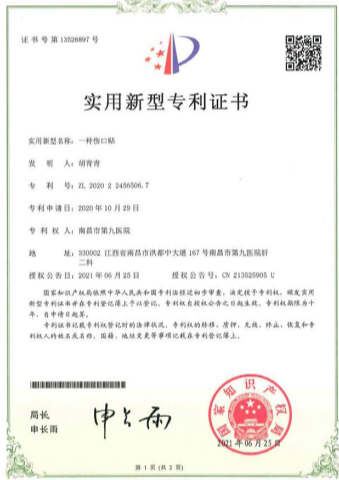 证书号第13526897号
实用新型专利证书
实用新型名称：一种伤口贴
发 明 人：胡青青
专 利 号：ZL 2020 2 2456506.7
专利申请日：2020年10月29日
专 利 权 人：南昌市第九医院
地 址：330002 江西省南昌市洪都中大道167号南昌市第九医院肝
二科
授权公告日：2021年06月25日 授权公告号：CN 213525905 U
国家知识产权局依照中华人民共和国专利法经过初步审查，决定授予专利权，颁发实用
新型专利证书并在专利登记簿上予以登记。专利权自授权公告之日起生效。专利权期限为十
年，自申请日起算。
专利证书记载专利权登记时的法律状况。专利权的转移、质押、无效、终止、恢复和专
利权人的姓名或名称、国籍、地址变更等事项记载在专利登记簿上。
局长
申长雨
申长雨
国家知识产权局
2021年06月25日
第 1 页 (共 2 页)